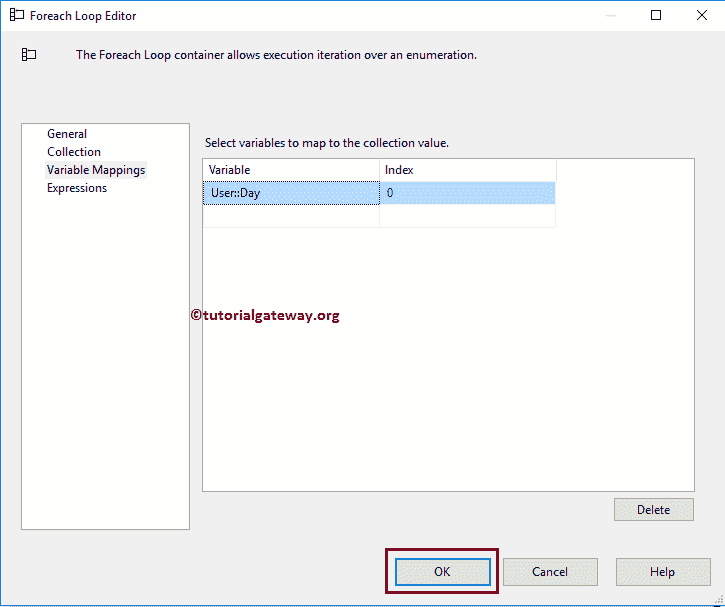 Foreach Loop Editor
The Foreach Loop container allows execution iteration over an enumeration.
General
Collection
Variable Mappings
Expressions
Select variables to map to the collection value.
Variable Index
User::Day 0
©tutorialgateway.org
Delete
OK Cancel Help